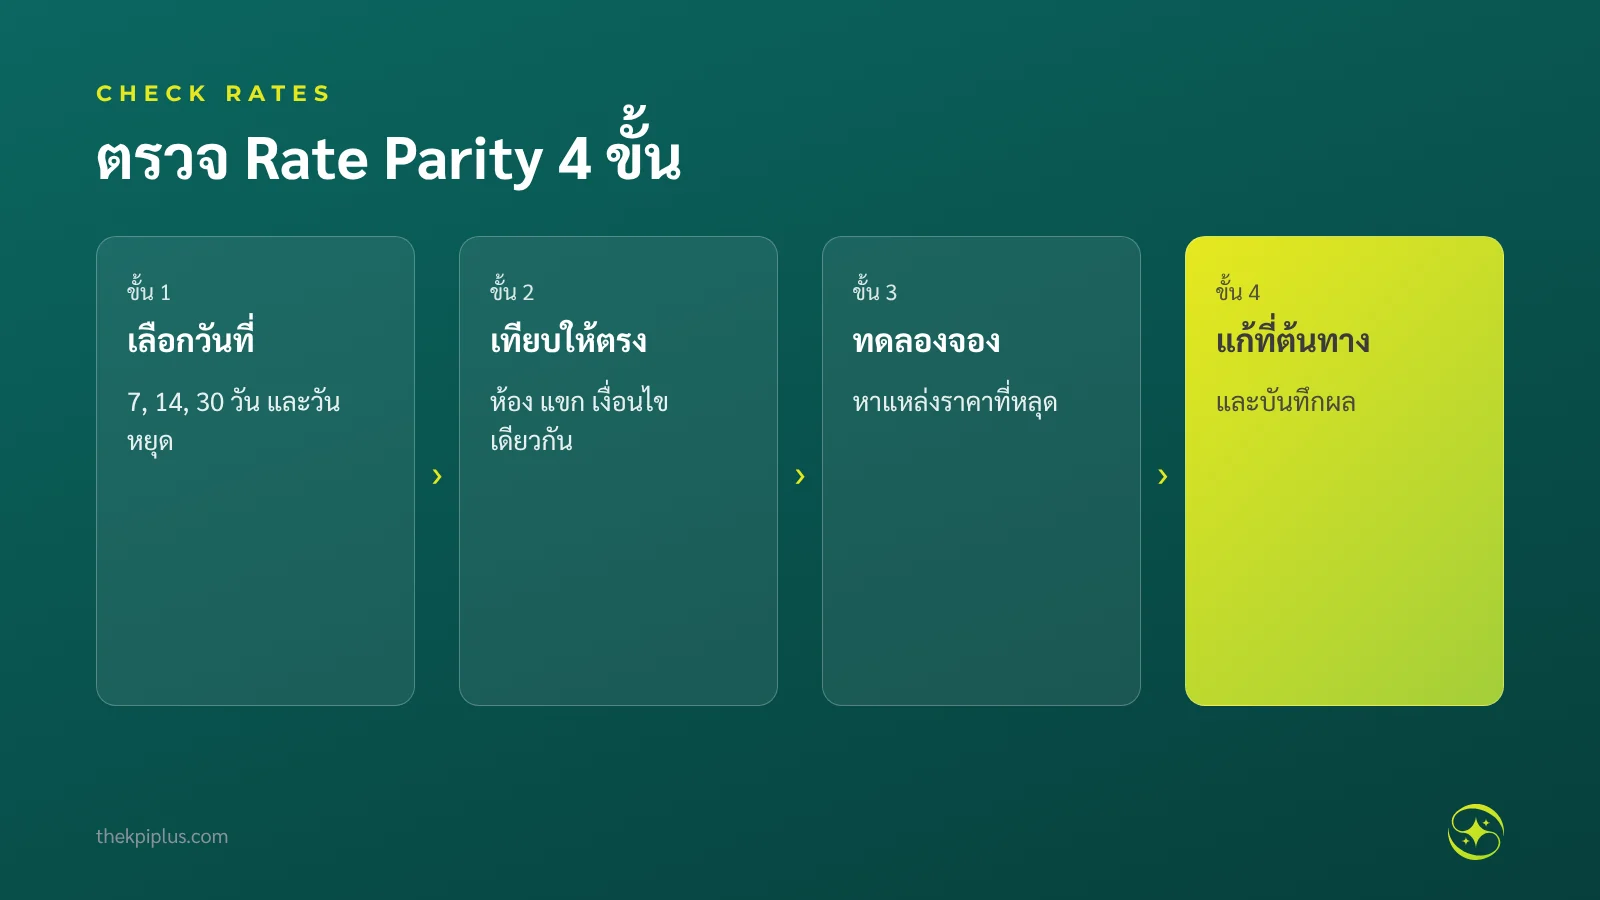 CHECK RATES
ตรวจ Rate Parity 4 ขั้น
ขั้น 1
เลือกวันที่
7, 14, 30 วัน และวัน
หยุด
›
ขั้น 2
เทียบให้ตรง
ห้อง แขก เงื่อนไข
เดียวกัน
›
ขั้น 3
ทดลองจอง
หาแหล่งราคาที่หลุด
›
ขั้น 4
แก้ที่ต้นทาง
และบันทึกผล
thekpiplus.com